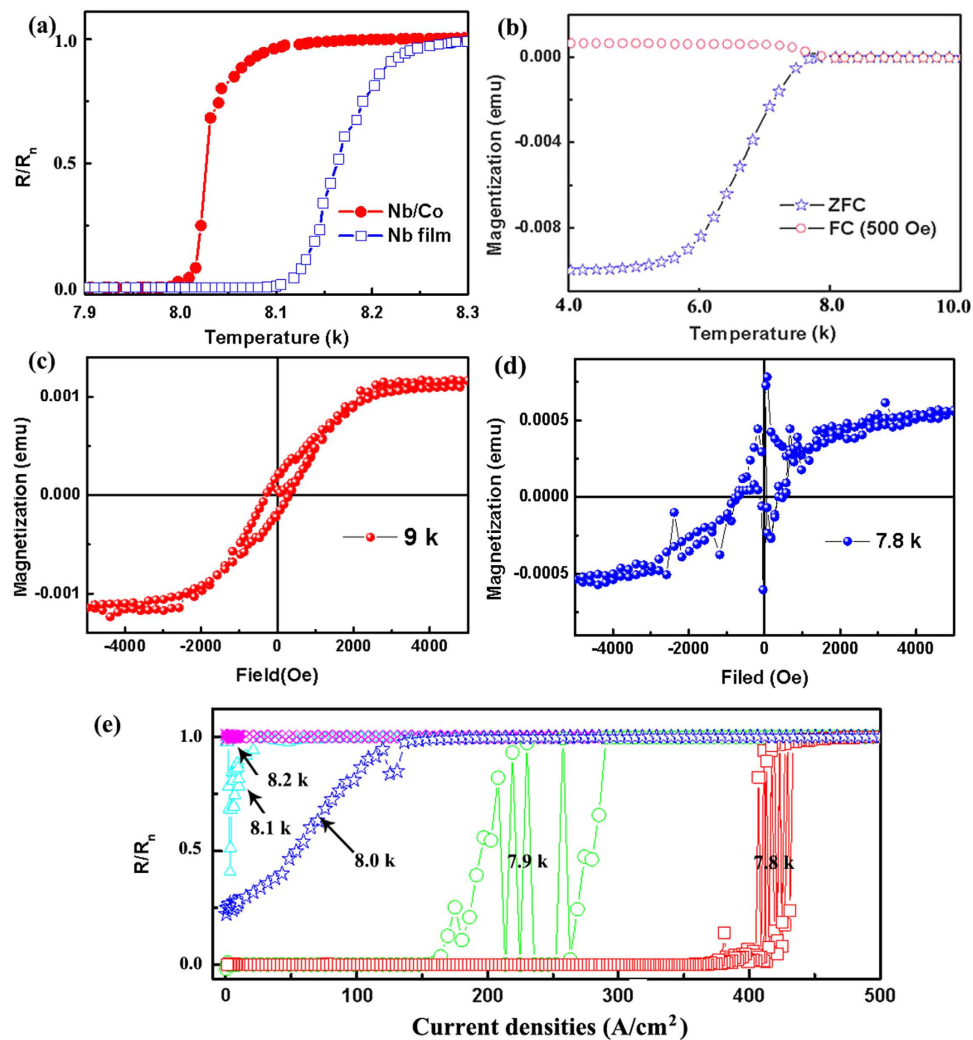 (a)
1.0
0.5
0.0
R/Rn
Nb/Co
Nb film
7.9 8.0 8.1 8.2 8.3
Temperature (k)
(b)
0.000
-0.004
-0.008
Magentization (emu)
ZFC
FC (500 Oe)
4.0 6.0 8.0 10.0
Temperature (k)
(c)
0.001
0.000
-0.001
Magnetization (emu)
9 k
-4000 -2000 0 2000 4000
Field(Oe)
(d)
0.0005
0.0000
-0.0005
Magnetization (emu)
7.8 k
-4000 -2000 0 2000 4000
Filed (Oe)
(e)
1.0
0.5
0.0
R/Rn
8.2 k
8.1 k
8.0 k
7.9 k
7.8 k
0 100 200 300 400 500
Current densities (A/cm²)